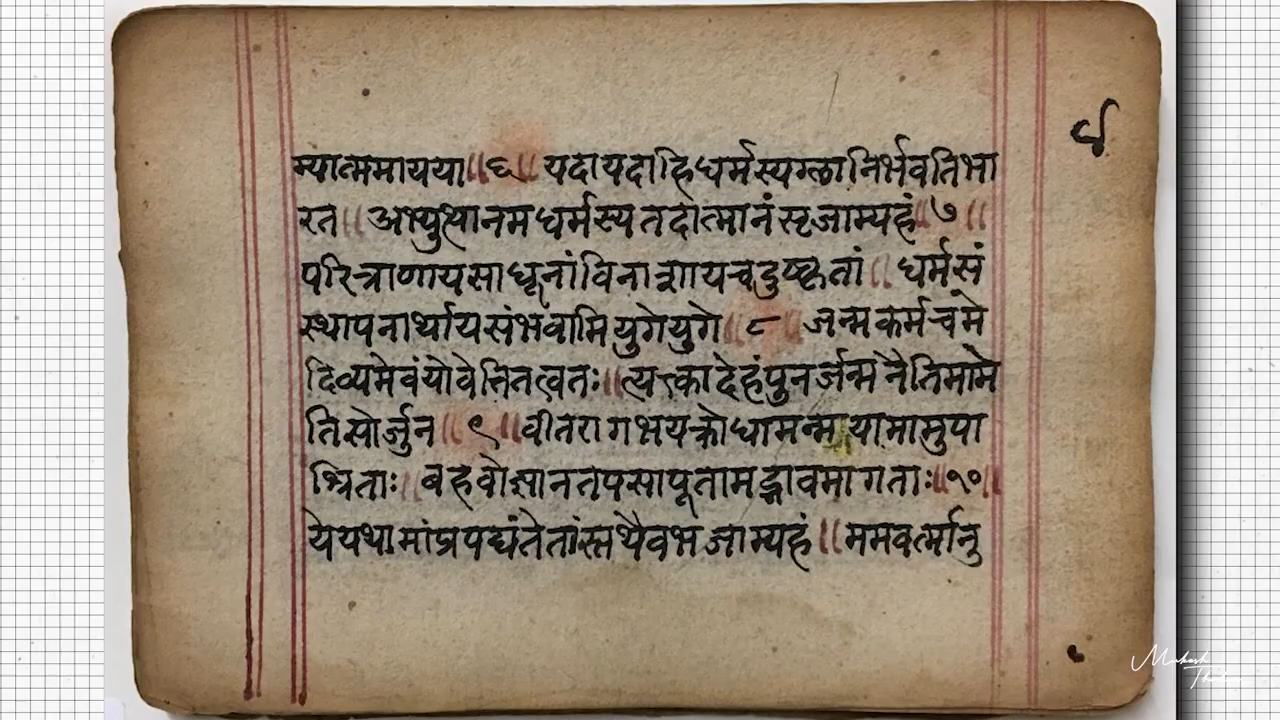 म्यात्ममायया॥६॥ यदायदाहिधर्मस्यग्लानिर्भवतिभा
रत॥ अभ्युत्थानमधर्मस्यतदात्मानंसृजाम्यहं॥७॥
परित्राणायसाधूनांविनाशायचदुष्कृतां॥ धर्मसं
स्थापनार्थायसंभवामियुगेयुगे॥८॥ जन्मकर्मचमे
दिव्यमेवंयोवेत्तितत्वतः॥त्यक्त्कादेहंपुनर्जन्मनैतिमामे
तिसोर्जुन॥९॥वीतरागभयक्रोधामन्मयामामुपा
श्रिताः॥बहवोज्ञानतपसापूतामद्भावमागताः॥१०॥
येयथामांप्रपद्यंतेतांस्तथैवभजाम्यहं॥ममवर्त्मानु
Mukesh